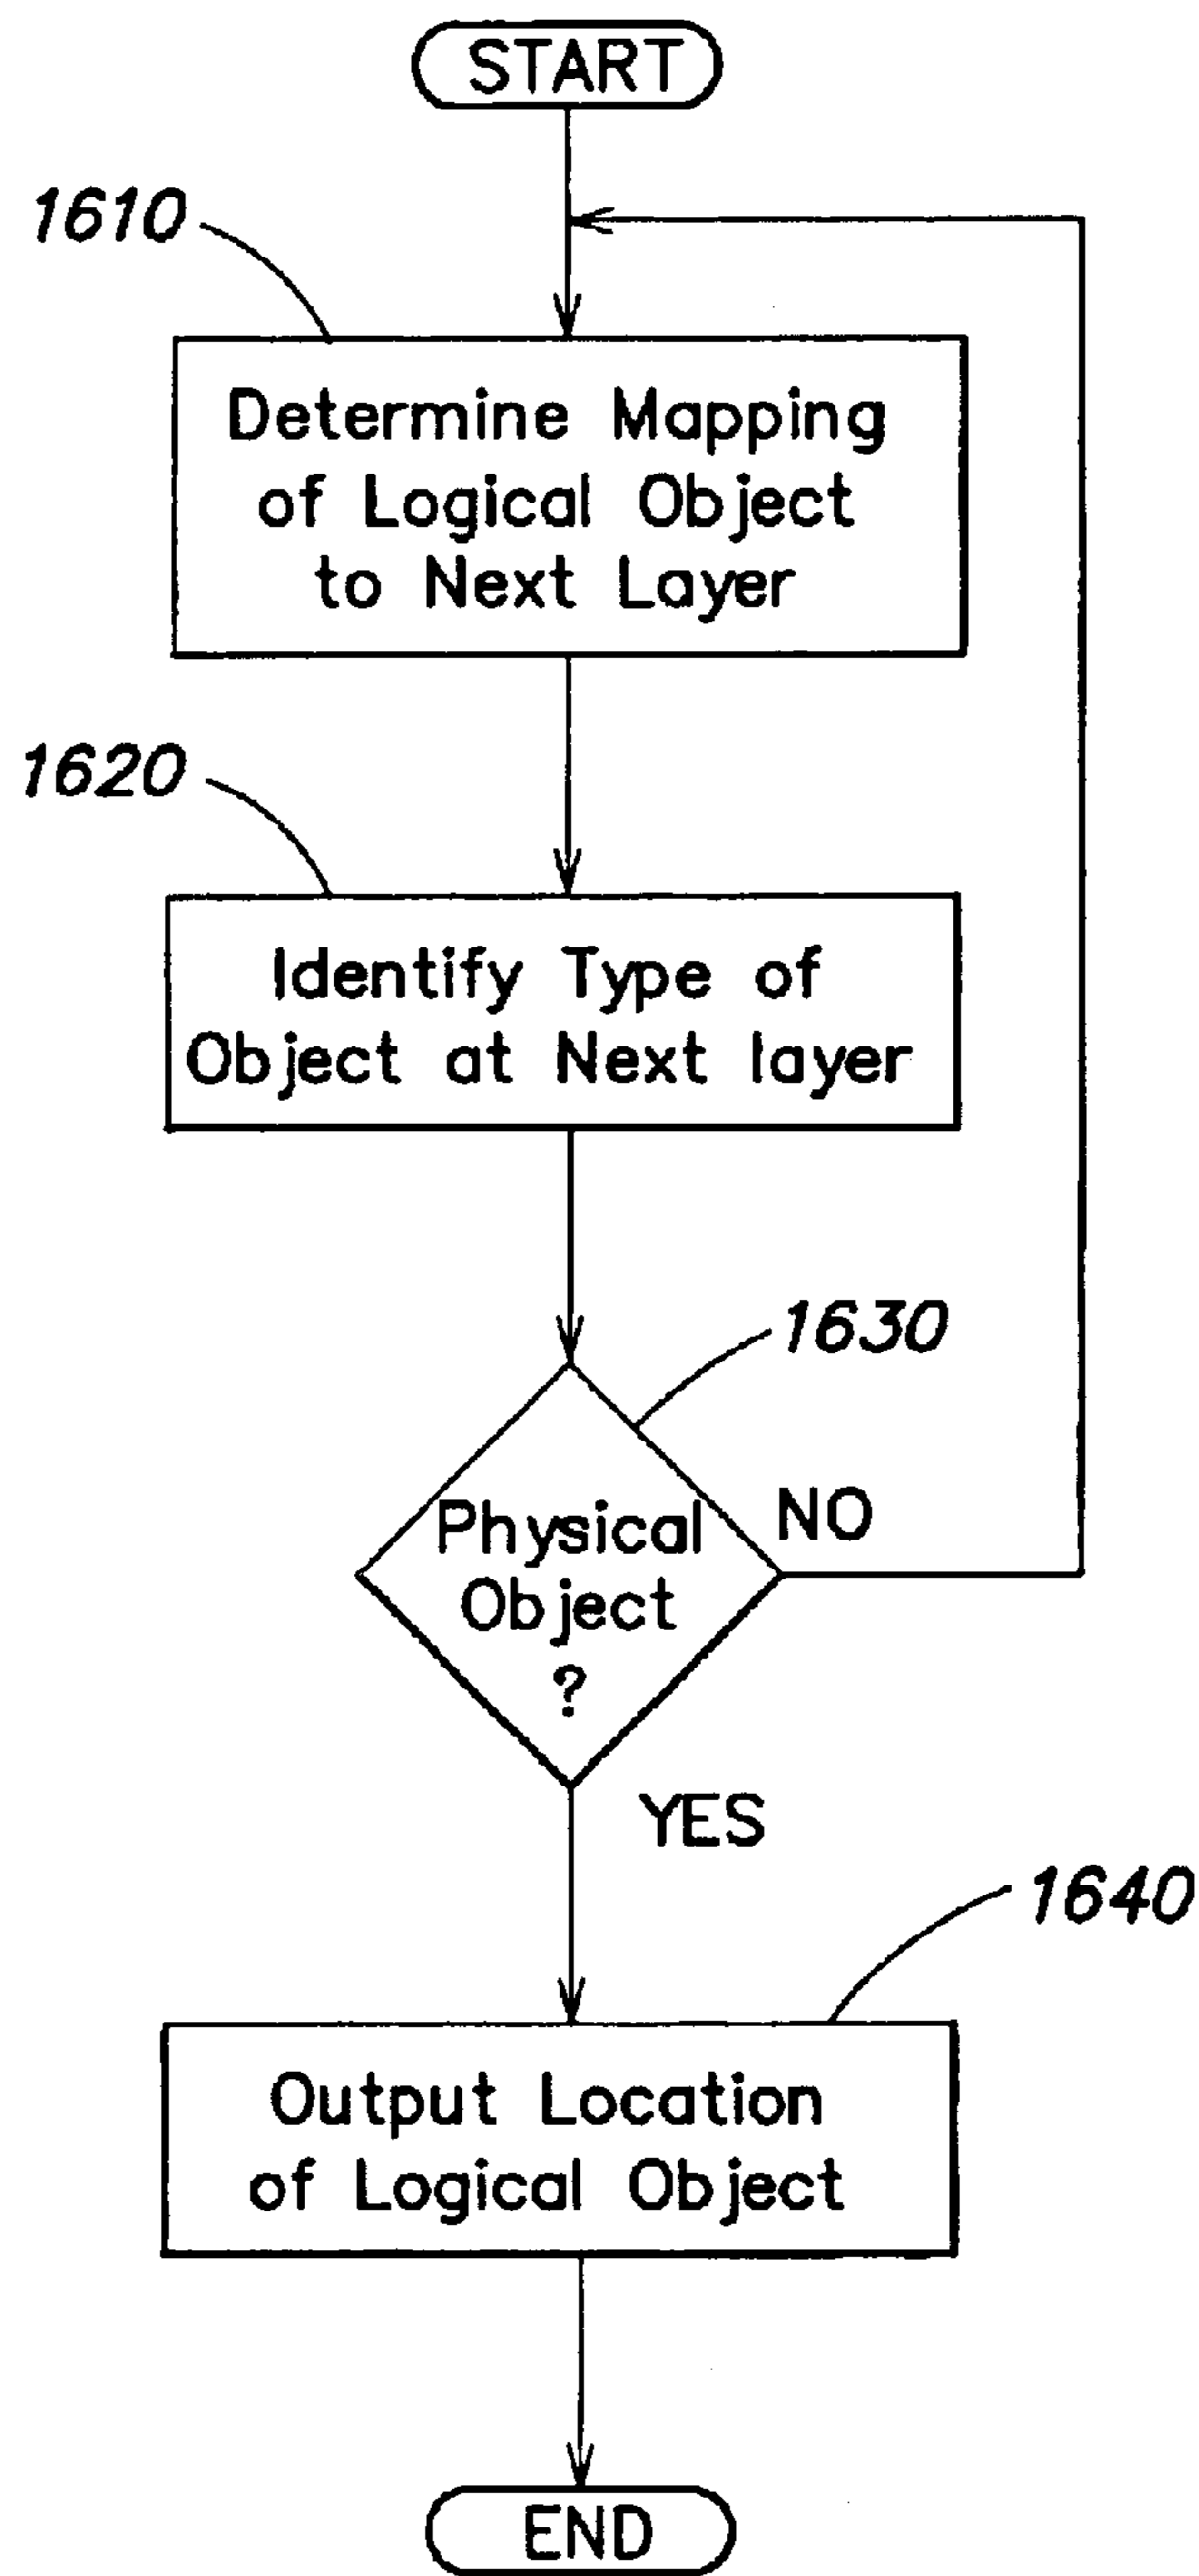 START
1610
Determine Mapping
of Logical Object
to Next Layer
1620
Identify Type of
Object at Next layer
1630
Physical
Object
?
NO
YES
1640
Output Location
of Logical Object
END